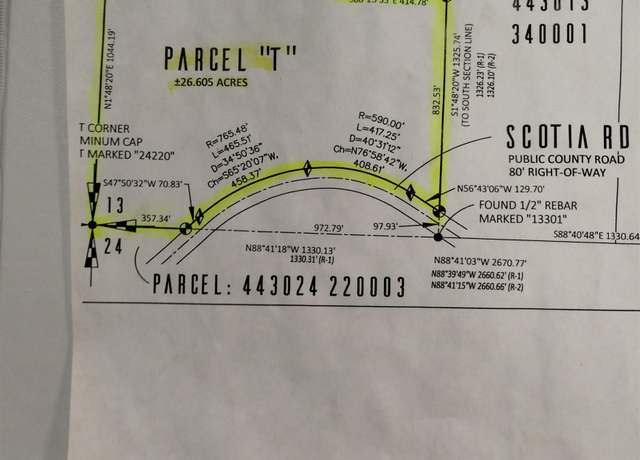 S88°15'53"E 414.78'
443013
340001
N1°48'20"E 1044.19'
PARCEL "T"
±26.605 ACRES
832.53'
S1°48'20"W 1325.74'
(TO SOUTH SECTION LINE)
1326.23' (R-1)
1326.10' (R-2)
T CORNER
MINUM CAP
T MARKED "24220"
R=765.48'
L=465.51'
D=34°50'36"
Ch=S65°20'07"W,
458.37'
R=590.00'
L=417.25'
D=40°31'12"
Ch=N76°58'42"W,
408.61'
SCOTIA RD
PUBLIC COUNTY ROAD
80' RIGHT-OF-WAY
S47°50'32"W 70.83'
N56°43'06"W 129.70'
FOUND 1/2" REBAR
MARKED "13301"
13
24
357.34'
972.79'
97.93'
S88°40'48"E 1330.64
N88°41'18"W 1330.13'
1330.31' (R-1)
N88°41'03"W 2670.77'
N88°39'49"W 2660.62' (R-1)
N88°41'15"W 2660.66' (R-2)
PARCEL: 443024 220003